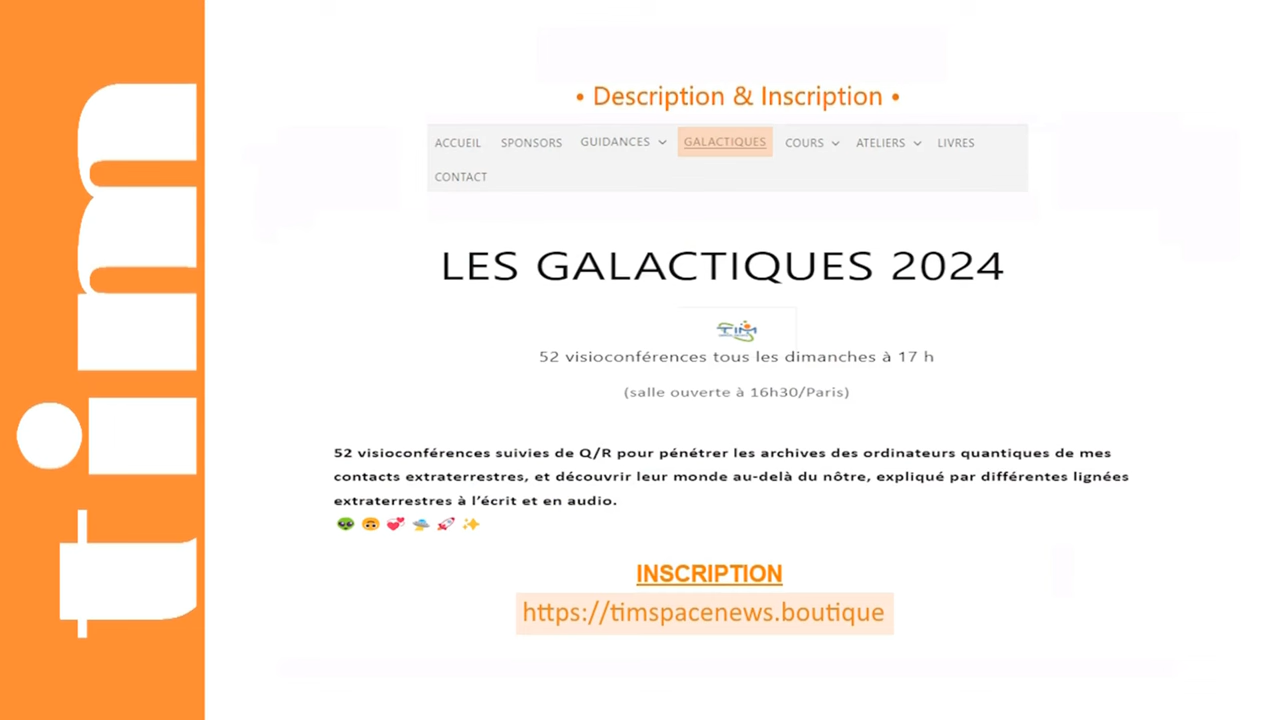 tim
• Description & Inscription •
ACCUEIL SPONSORS GUIDANCES GALACTIQUES COURS ATELIERS LIVRES
CONTACT
LES GALACTIQUES 2024
TIM
52 visioconférences tous les dimanches à 17 h
(salle ouverte à 16h30/Paris)
52 visioconférences suivies de Q/R pour pénétrer les archives des ordinateurs quantiques de mes
contacts extraterrestres, et découvrir leur monde au-delà du nôtre, expliqué par différentes lignées
extraterrestres à l’écrit et en audio.
👽 🙃 💞 🛸 🚀 ✨
INSCRIPTION
https://timspacenews.boutique